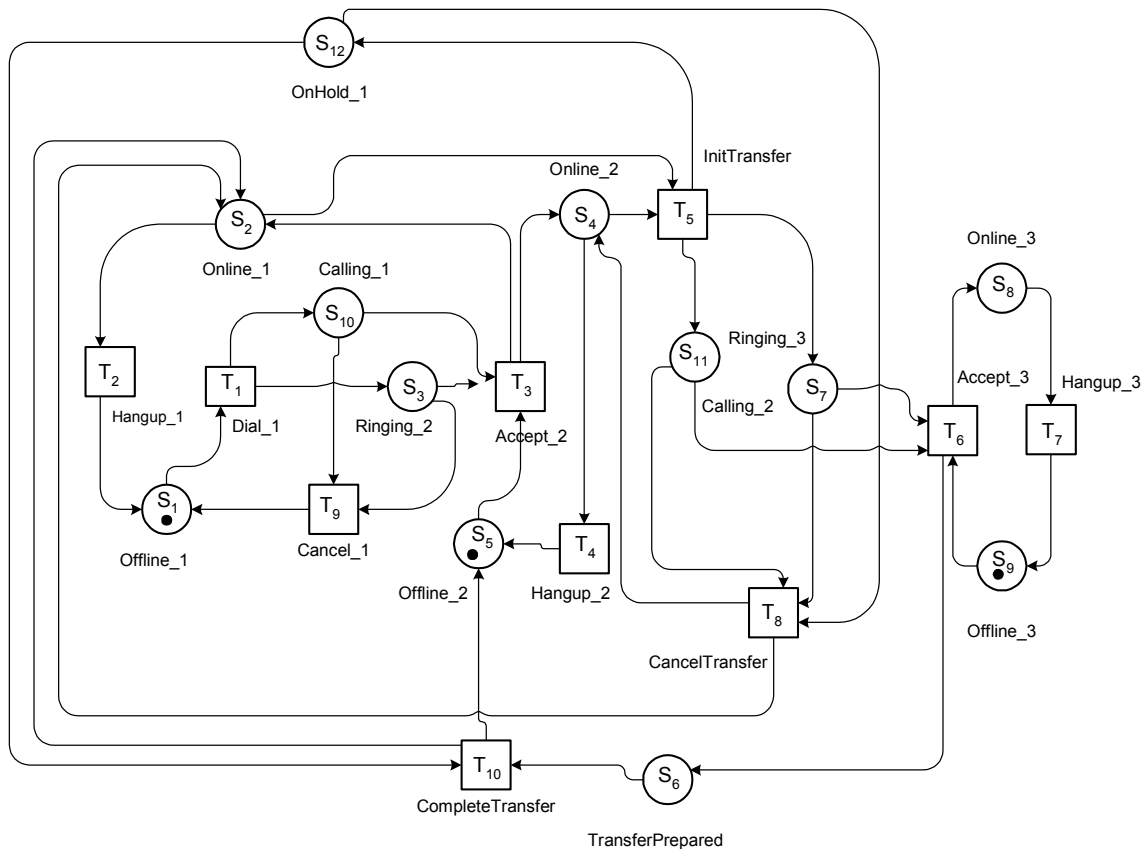 S12
OnHold_1
InitTransfer
Online_2
T5
S4
S2
Online_3
Online_1
Calling_1
S8
S10
Ringing_3
S11
T2
T1
S3
T3
S7
Accept_3
Hangup_3
Calling_2
Hangup_1
Dial_1
Ringing_2
Accept_2
T6
T7
S1
T9
S5
T4
Offline_1
Cancel_1
S9
Offline_2
Hangup_2
T8
Offline_3
CancelTransfer
T10
S6
CompleteTransfer
TransferPrepared